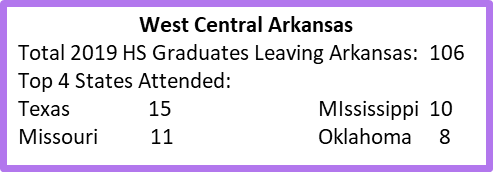 West Central Arkansas
Total 2019 HS Graduates Leaving Arkansas: 106
Top 4 States Attended:
Texas 15 MIssissippi 10
Missouri 11 Oklahoma 8